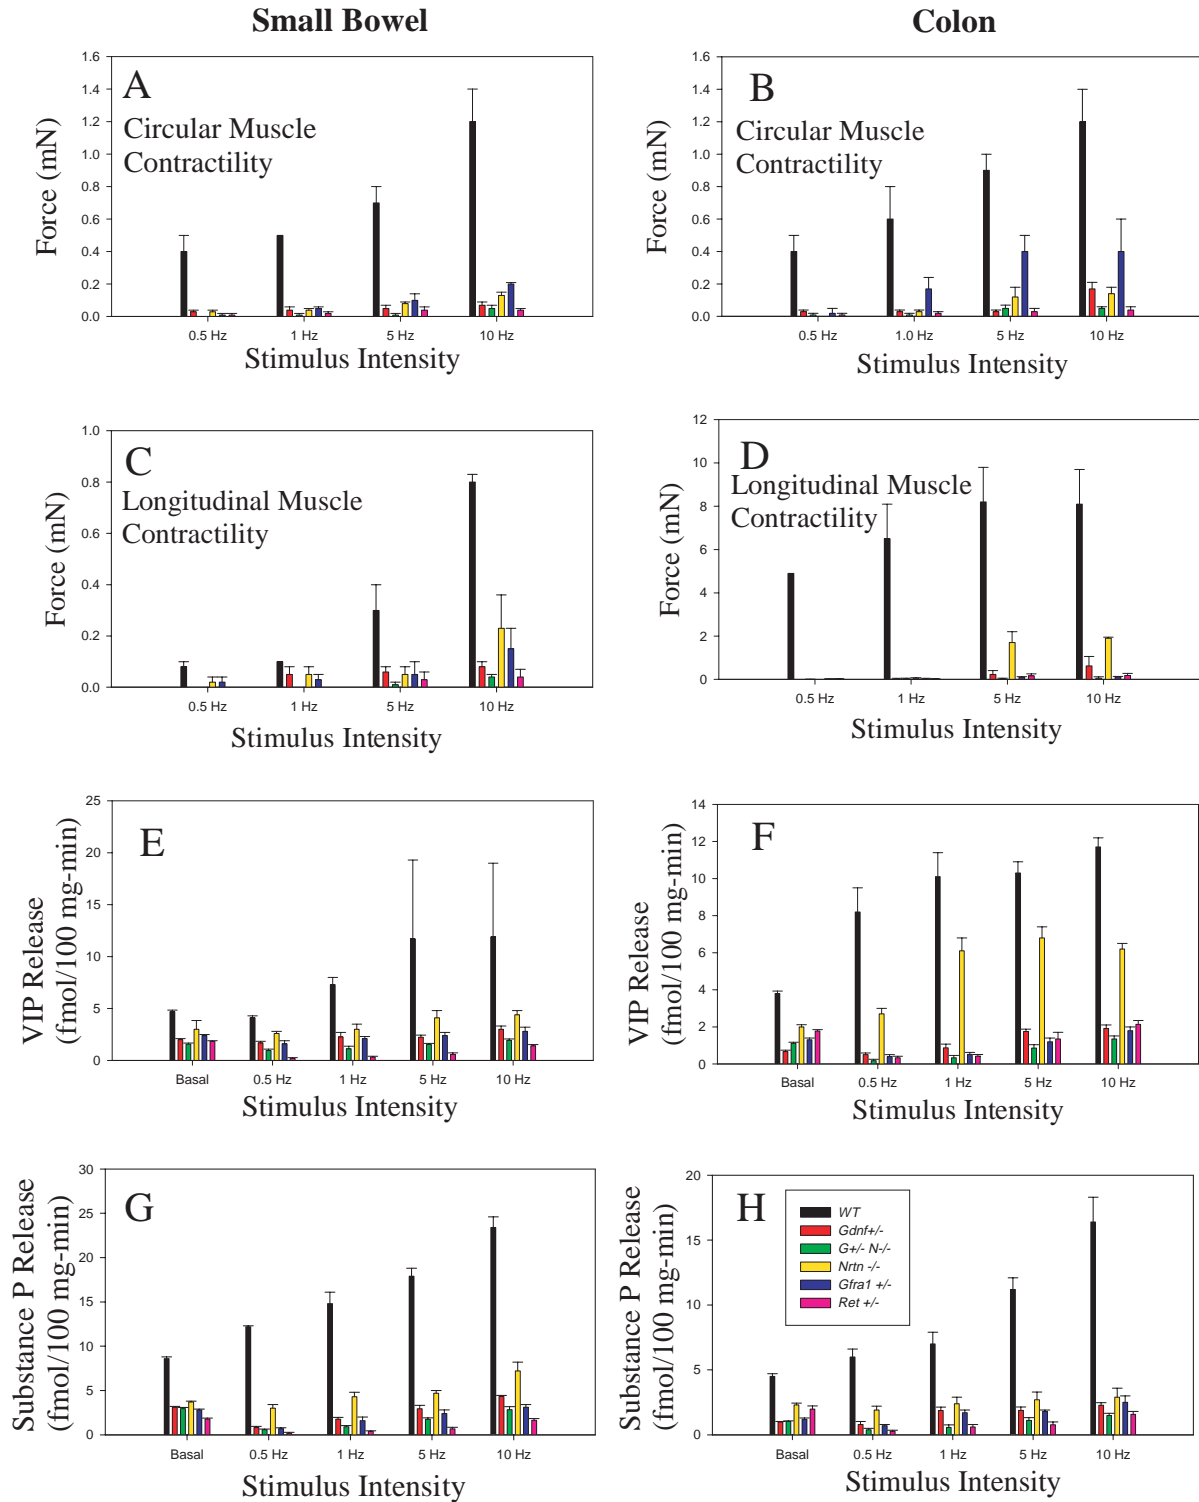 Small Bowel
Colon
A
Circular Muscle
Contractility
Force (mN)
1.6
1.4
1.2
1.0
0.8
0.6
0.4
0.2
0.0
0.5 Hz 1 Hz 5 Hz 10 Hz
Stimulus Intensity
B
Circular Muscle
Contractility
Force (mN)
1.6
1.4
1.2
1.0
0.8
0.6
0.4
0.2
0.0
0.5 Hz 1.0 Hz 5 Hz 10 Hz
Stimulus Intensity
C
Longitudinal Muscle
Contractility
Force (mN)
1.0
0.8
0.6
0.4
0.2
0.0
0.5 Hz 1 Hz 5 Hz 10 Hz
Stimulus Intensity
D
Longitudinal Muscle
Contractility
Force (mN)
12
10
8
6
4
2
0
0.5 Hz 1 Hz 5 Hz 10 Hz
Stimulus Intensity
E
VIP Release
(fmol/100 mg-min)
25
20
15
10
5
0
Basal 0.5 Hz 1 Hz 5 Hz 10 Hz
Stimulus Intensity
F
VIP Release
(fmol/100 mg-min)
14
12
10
8
6
4
2
0
Basal 0.5 Hz 1 Hz 5 Hz 10 Hz
Stimulus Intensity
G
Substance P Release
(fmol/100 mg-min)
30
25
20
15
10
5
0
Basal 0.5 Hz 1 Hz 5 Hz 10 Hz
Stimulus Intensity
H
Substance P Release
(fmol/100 mg-min)
20
15
10
5
0
WT
Gdnf+/-
G+/- N-/-
Nrtn -/-
Gfra1 +/-
Ret +/-
Basal 0.5 Hz 1 Hz 5 Hz 10 Hz
Stimulus Intensity